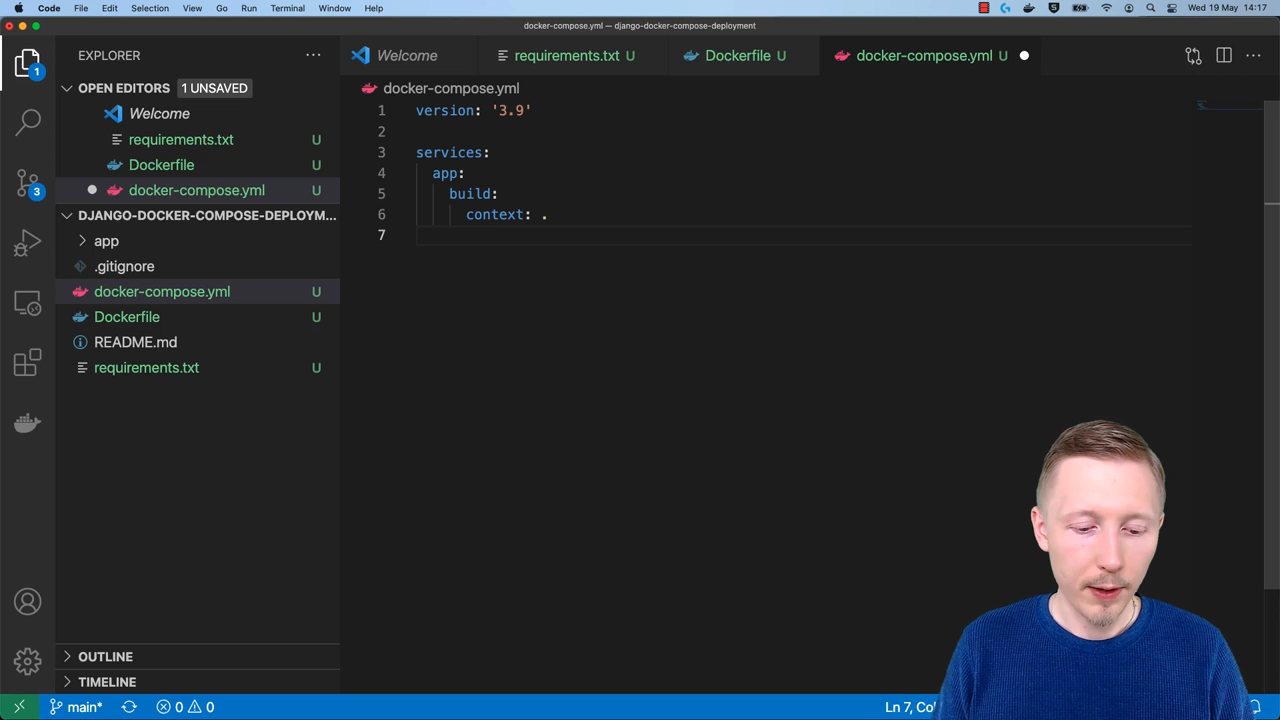 Code File Edit Selection View Go Run Terminal Window Help
Wed 19 May 14:17
docker-compose.yml — django-docker-compose-deployment
EXPLORER
OPEN EDITORS 1 UNSAVED
Welcome
requirements.txt U
Dockerfile U
docker-compose.yml U
DJANGO-DOCKER-COMPOSE-DEPLOYM...
app
.gitignore
docker-compose.yml U
Dockerfile U
README.md
requirements.txt U
OUTLINE
TIMELINE
1
3
Welcome requirements.txt U Dockerfile U docker-compose.yml U
docker-compose.yml
1 version: '3.9'
2
3 services:
4 app:
5 build:
6 context: .
7
main* 0 0
Ln 7,